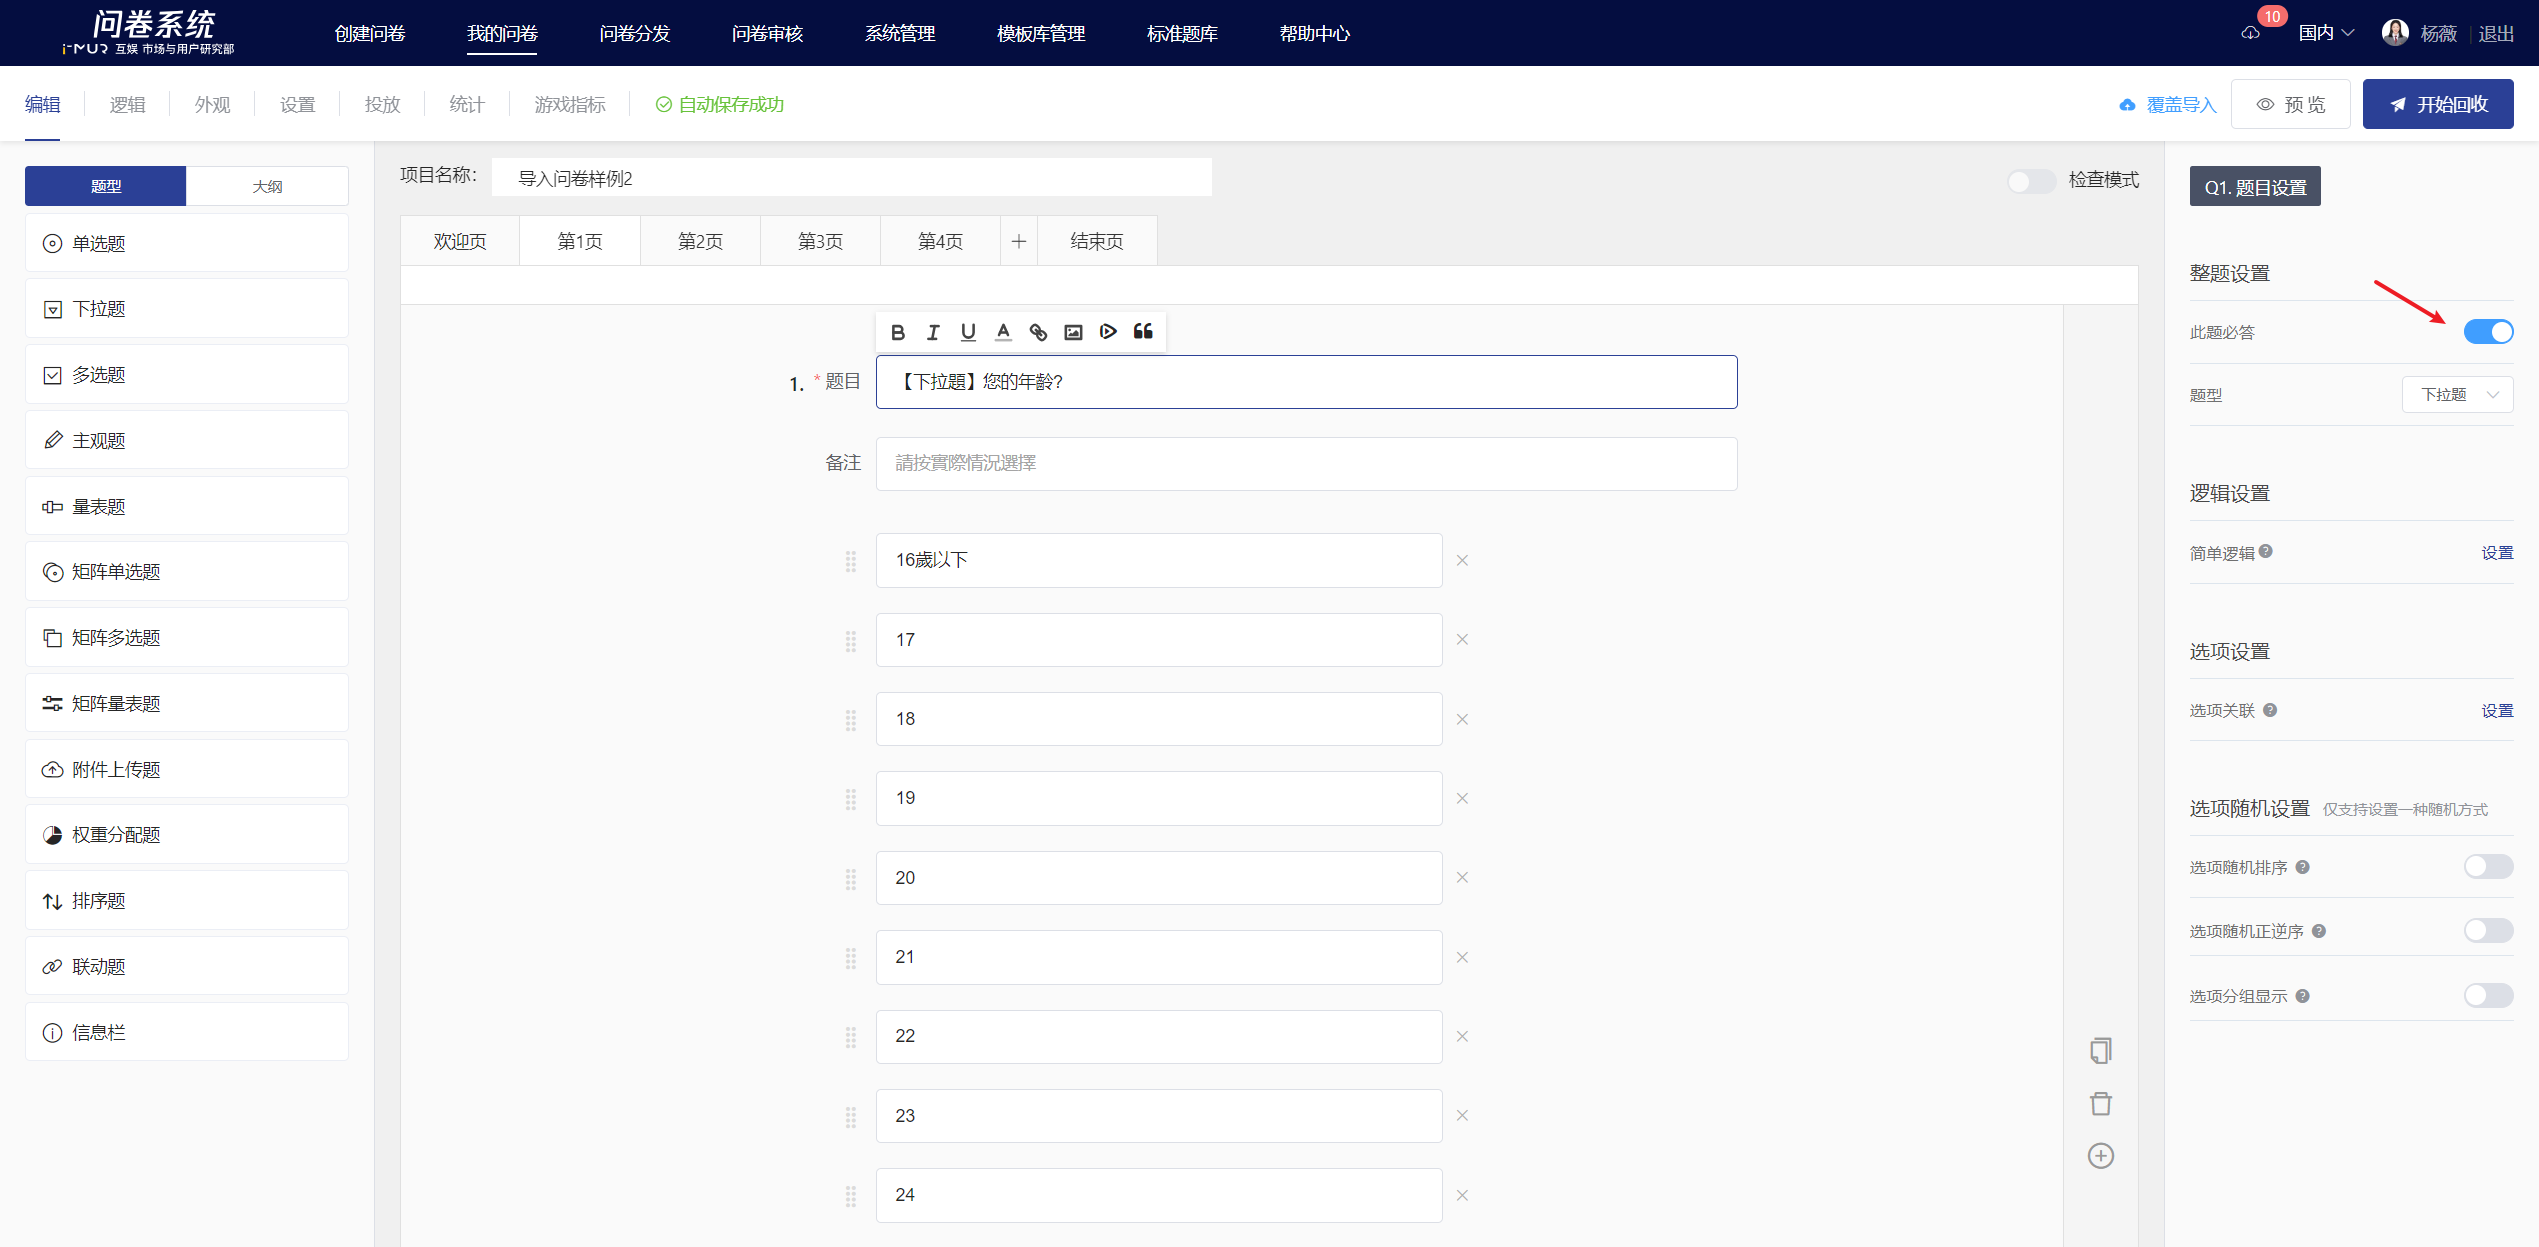 问卷系统
i-MUR 互娱 市场与用户研究部
创建问卷
我的问卷
问卷分发
问卷审核
系统管理
模板库管理
标准题库
帮助中心
10
国内
杨薇
退出
编辑
逻辑
外观
设置
投放
统计
游戏指标
自动保存成功
覆盖导入
预 览
开始回收
题型
大纲
单选题
下拉题
多选题
主观题
量表题
矩阵单选题
矩阵多选题
矩阵量表题
附件上传题
权重分配题
排序题
联动题
信息栏
项目名称：
导入问卷样例2
检查模式
欢迎页
第1页
第2页
第3页
第4页
结束页
1. * 题目
【下拉題】您的年齡?
备注
請按實際情況選擇
16歲以下
17
18
19
20
21
22
23
24
Q1. 题目设置
整题设置
此题必答
题型
下拉题
逻辑设置
简单逻辑
设置
选项设置
选项关联
设置
选项随机设置 仅支持设置一种随机方式
选项随机排序
选项随机正逆序
选项分组显示